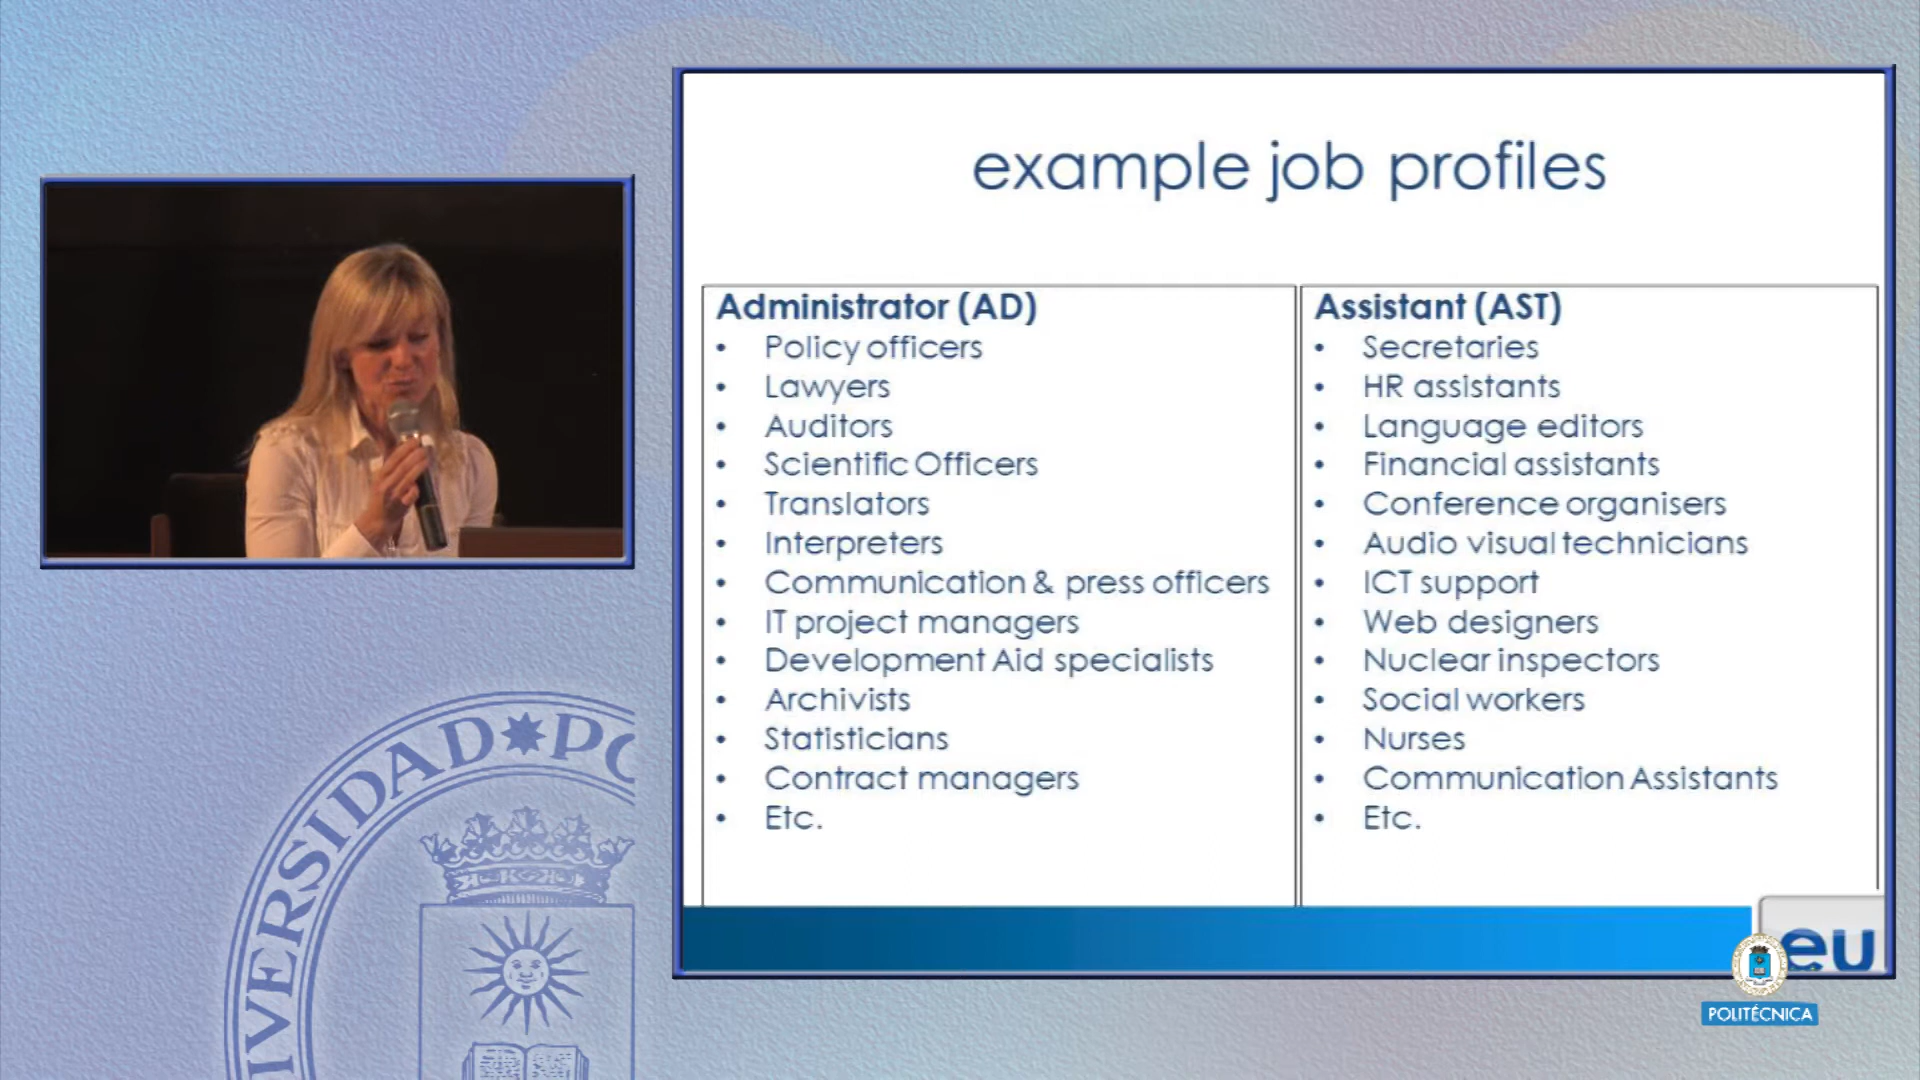 example job profiles
Administrator (AD)
• Policy officers
• Lawyers
• Auditors
• Scientific Officers
• Translators
• Interpreters
• Communication & press officers
• IT project managers
• Development Aid specialists
• Archivists
• Statisticians
• Contract managers
• Etc.
Assistant (AST)
• Secretaries
• HR assistants
• Language editors
• Financial assistants
• Conference organisers
• Audio visual technicians
• ICT support
• Web designers
• Nuclear inspectors
• Social workers
• Nurses
• Communication Assistants
• Etc.
eu
POLITÉCNICA
IVERSIDAD * PO